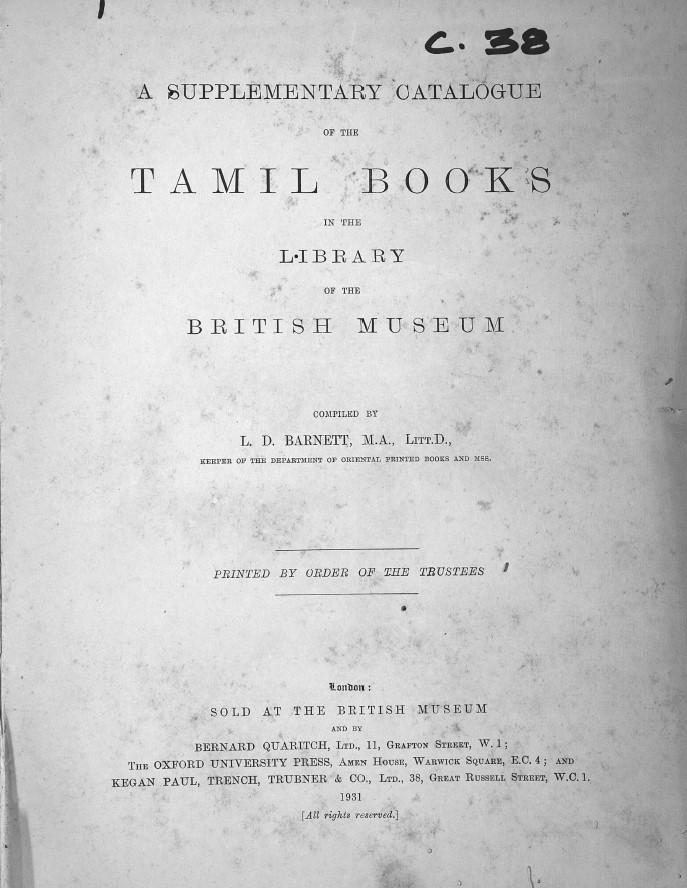 C. 38
A SUPPLEMENTARY CATALOGUE
OF THE
TAMIL BOOKS
IN THE
LIBRARY
OF THE
BRITISH MUSEUM
COMPILED BY
L. D. BARNETT, M.A., LITT.D.,
KEEPER OF THE DEPARTMENT OF ORIENTAL PRINTED BOOKS AND MSS.
PRINTED BY ORDER OF THE TRUSTEES
London:
SOLD AT THE BRITISH MUSEUM
AND BY
BERNARD QUARITCH, LTD., 11, GRAFTON STREET, W. 1;
THE OXFORD UNIVERSITY PRESS, AMEN HOUSE, WARWICK SQUARE, E.C. 4; AND
KEGAN PAUL, TRENCH, TRUBNER & CO., LTD., 38, GREAT RUSSELL STREET, W.C. 1.
1931
[All rights reserved.]